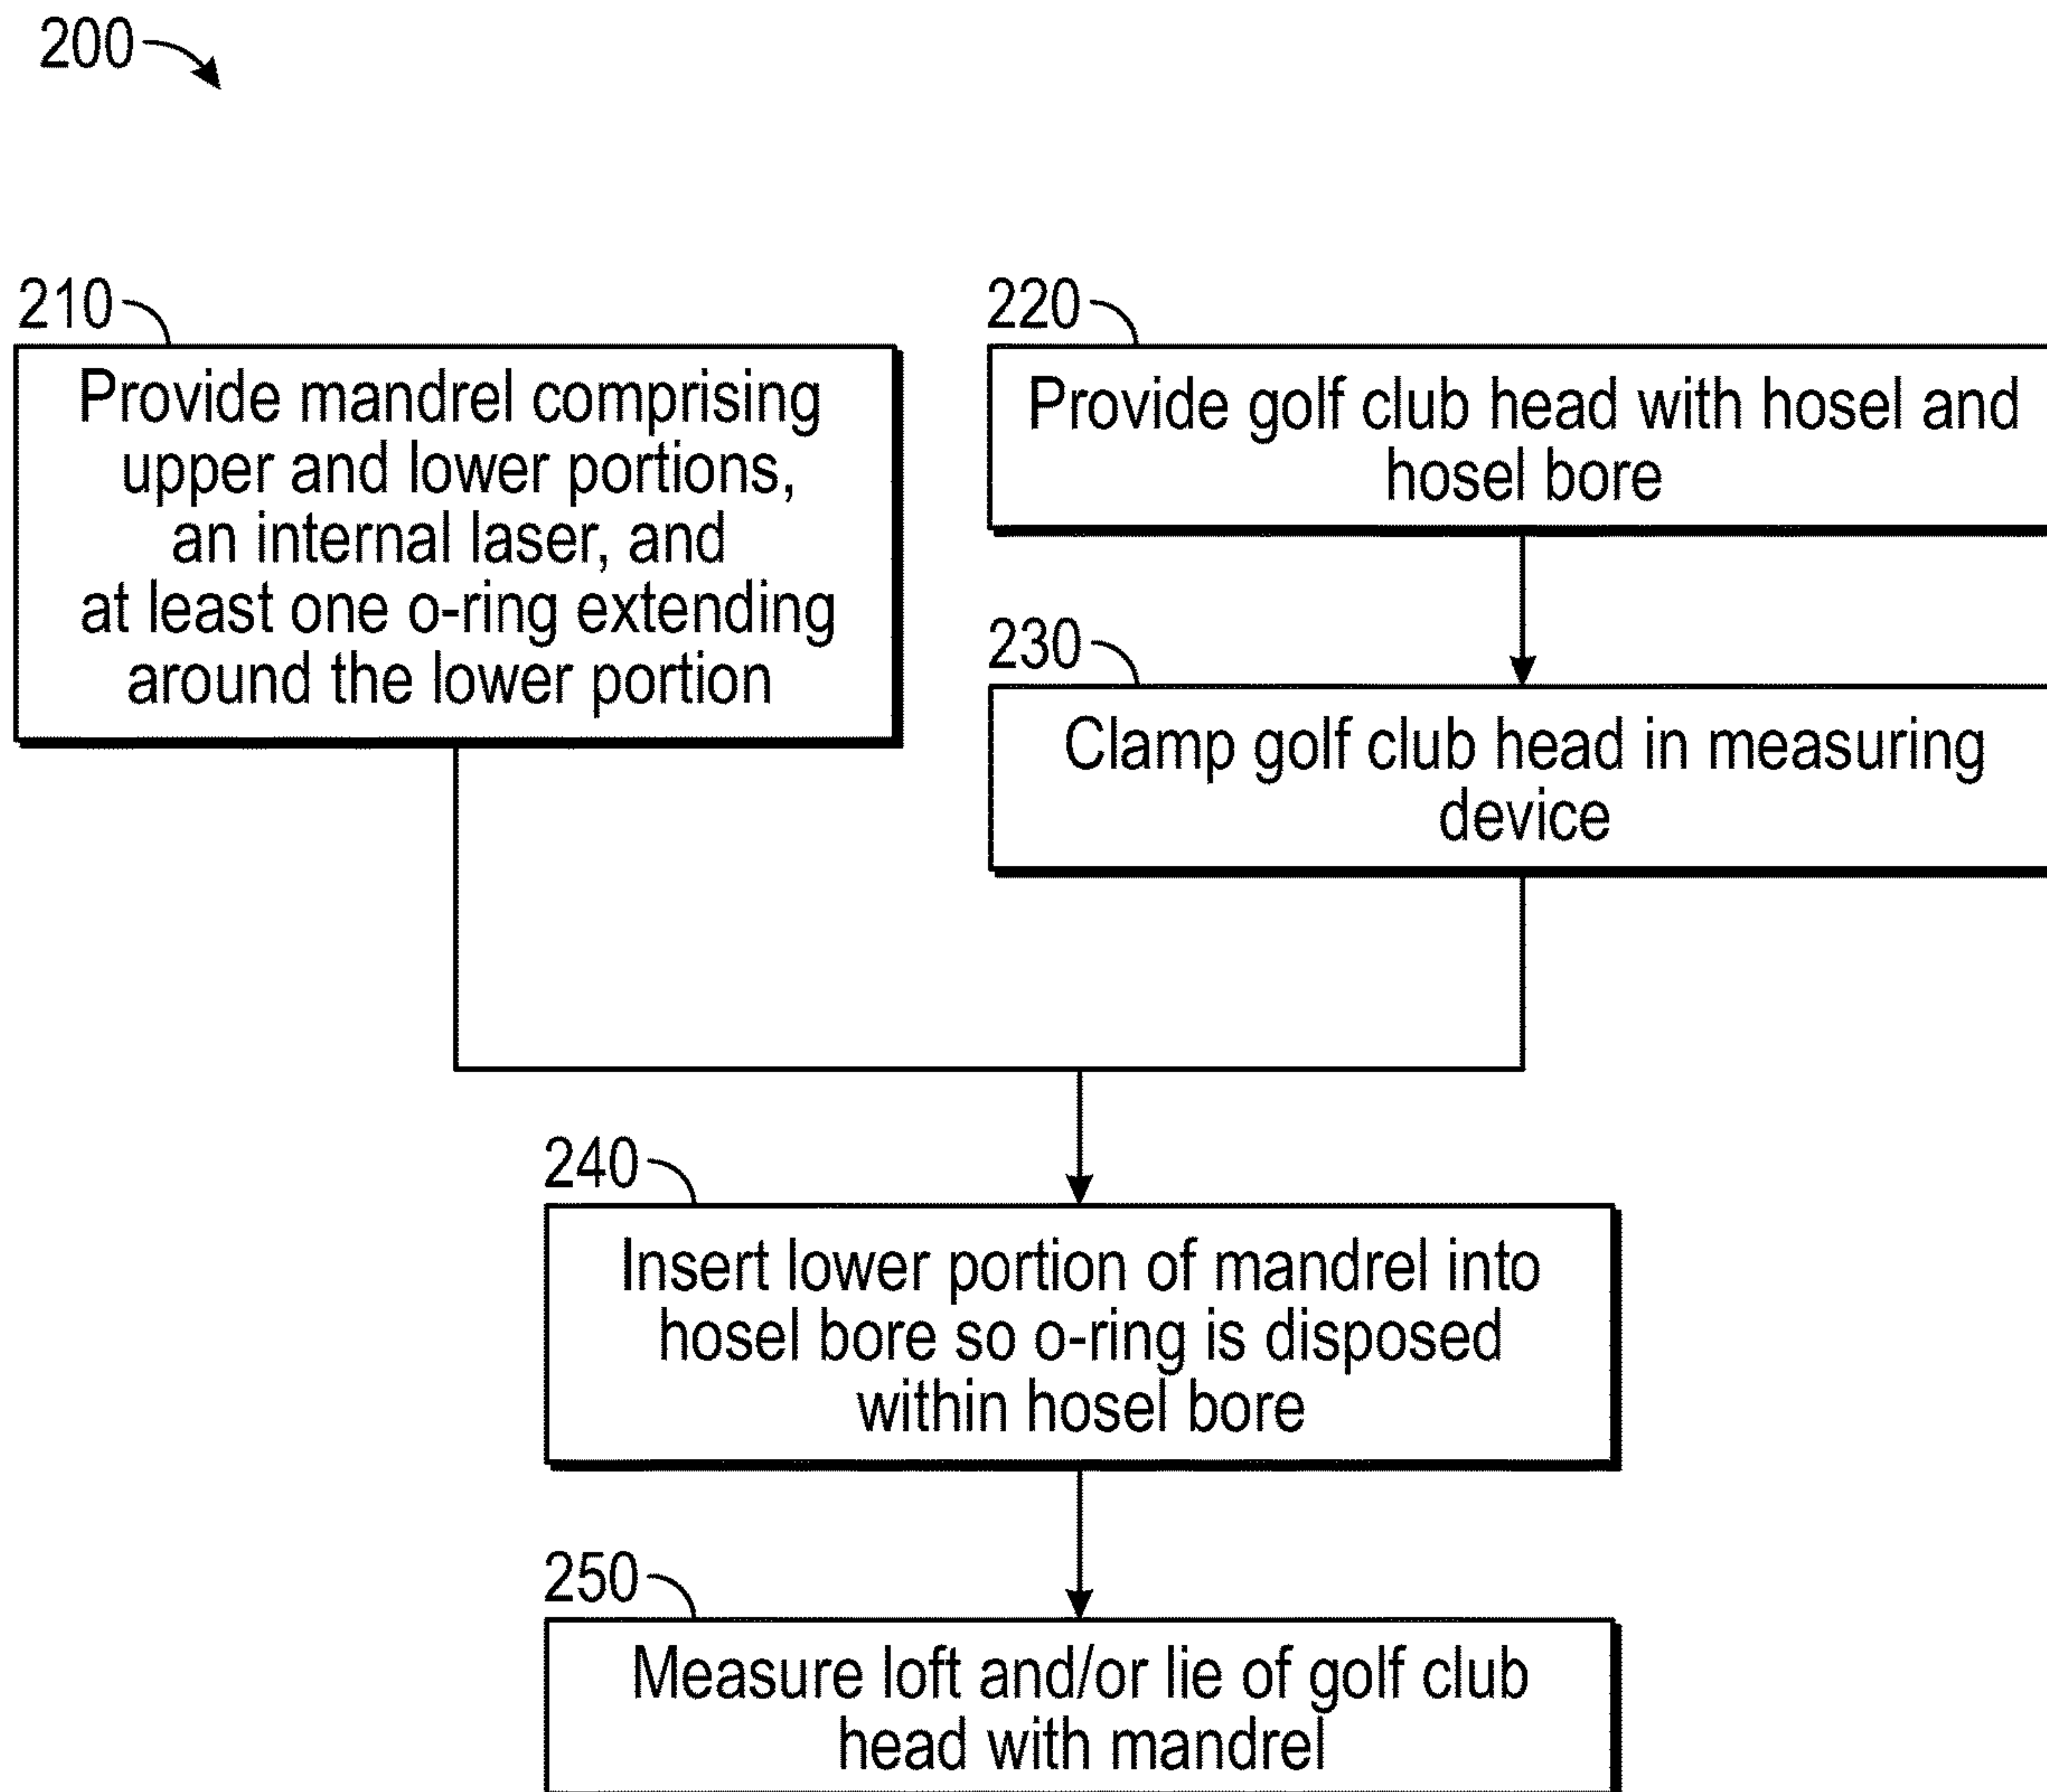 200
210
Provide mandrel comprising
upper and lower portions,
an internal laser, and
at least one o-ring extending
around the lower portion
220
Provide golf club head with hosel and
hosel bore
230
Clamp golf club head in measuring
device
240
Insert lower portion of mandrel into
hosel bore so o-ring is disposed
within hosel bore
250
Measure loft and/or lie of golf club
head with mandrel